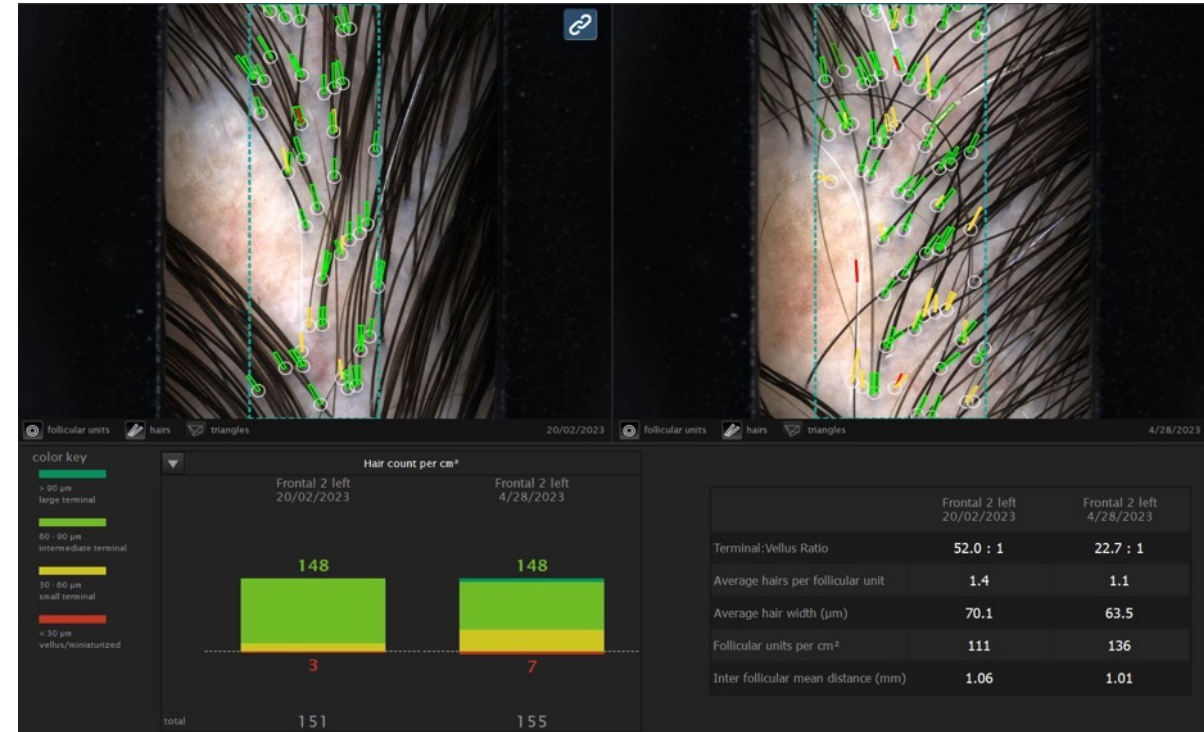 follicular units hairs triangles 20/02/2023
follicular units hairs triangles 4/28/2023
color key
> 90 µm
large terminal
60 - 90 µm
intermediate terminal
30 - 60 µm
small terminal
< 30 µm
vellus/miniaturized
Hair count per cm²
Frontal 2 left Frontal 2 left
20/02/2023 4/28/2023
148 148
3 7
total 151 155
Frontal 2 left Frontal 2 left
20/02/2023 4/28/2023
Terminal:Vellus Ratio 52.0 : 1 22.7 : 1
Average hairs per follicular unit 1.4 1.1
Average hair width (µm) 70.1 63.5
Follicular units per cm² 111 136
Inter follicular mean distance (mm) 1.06 1.01